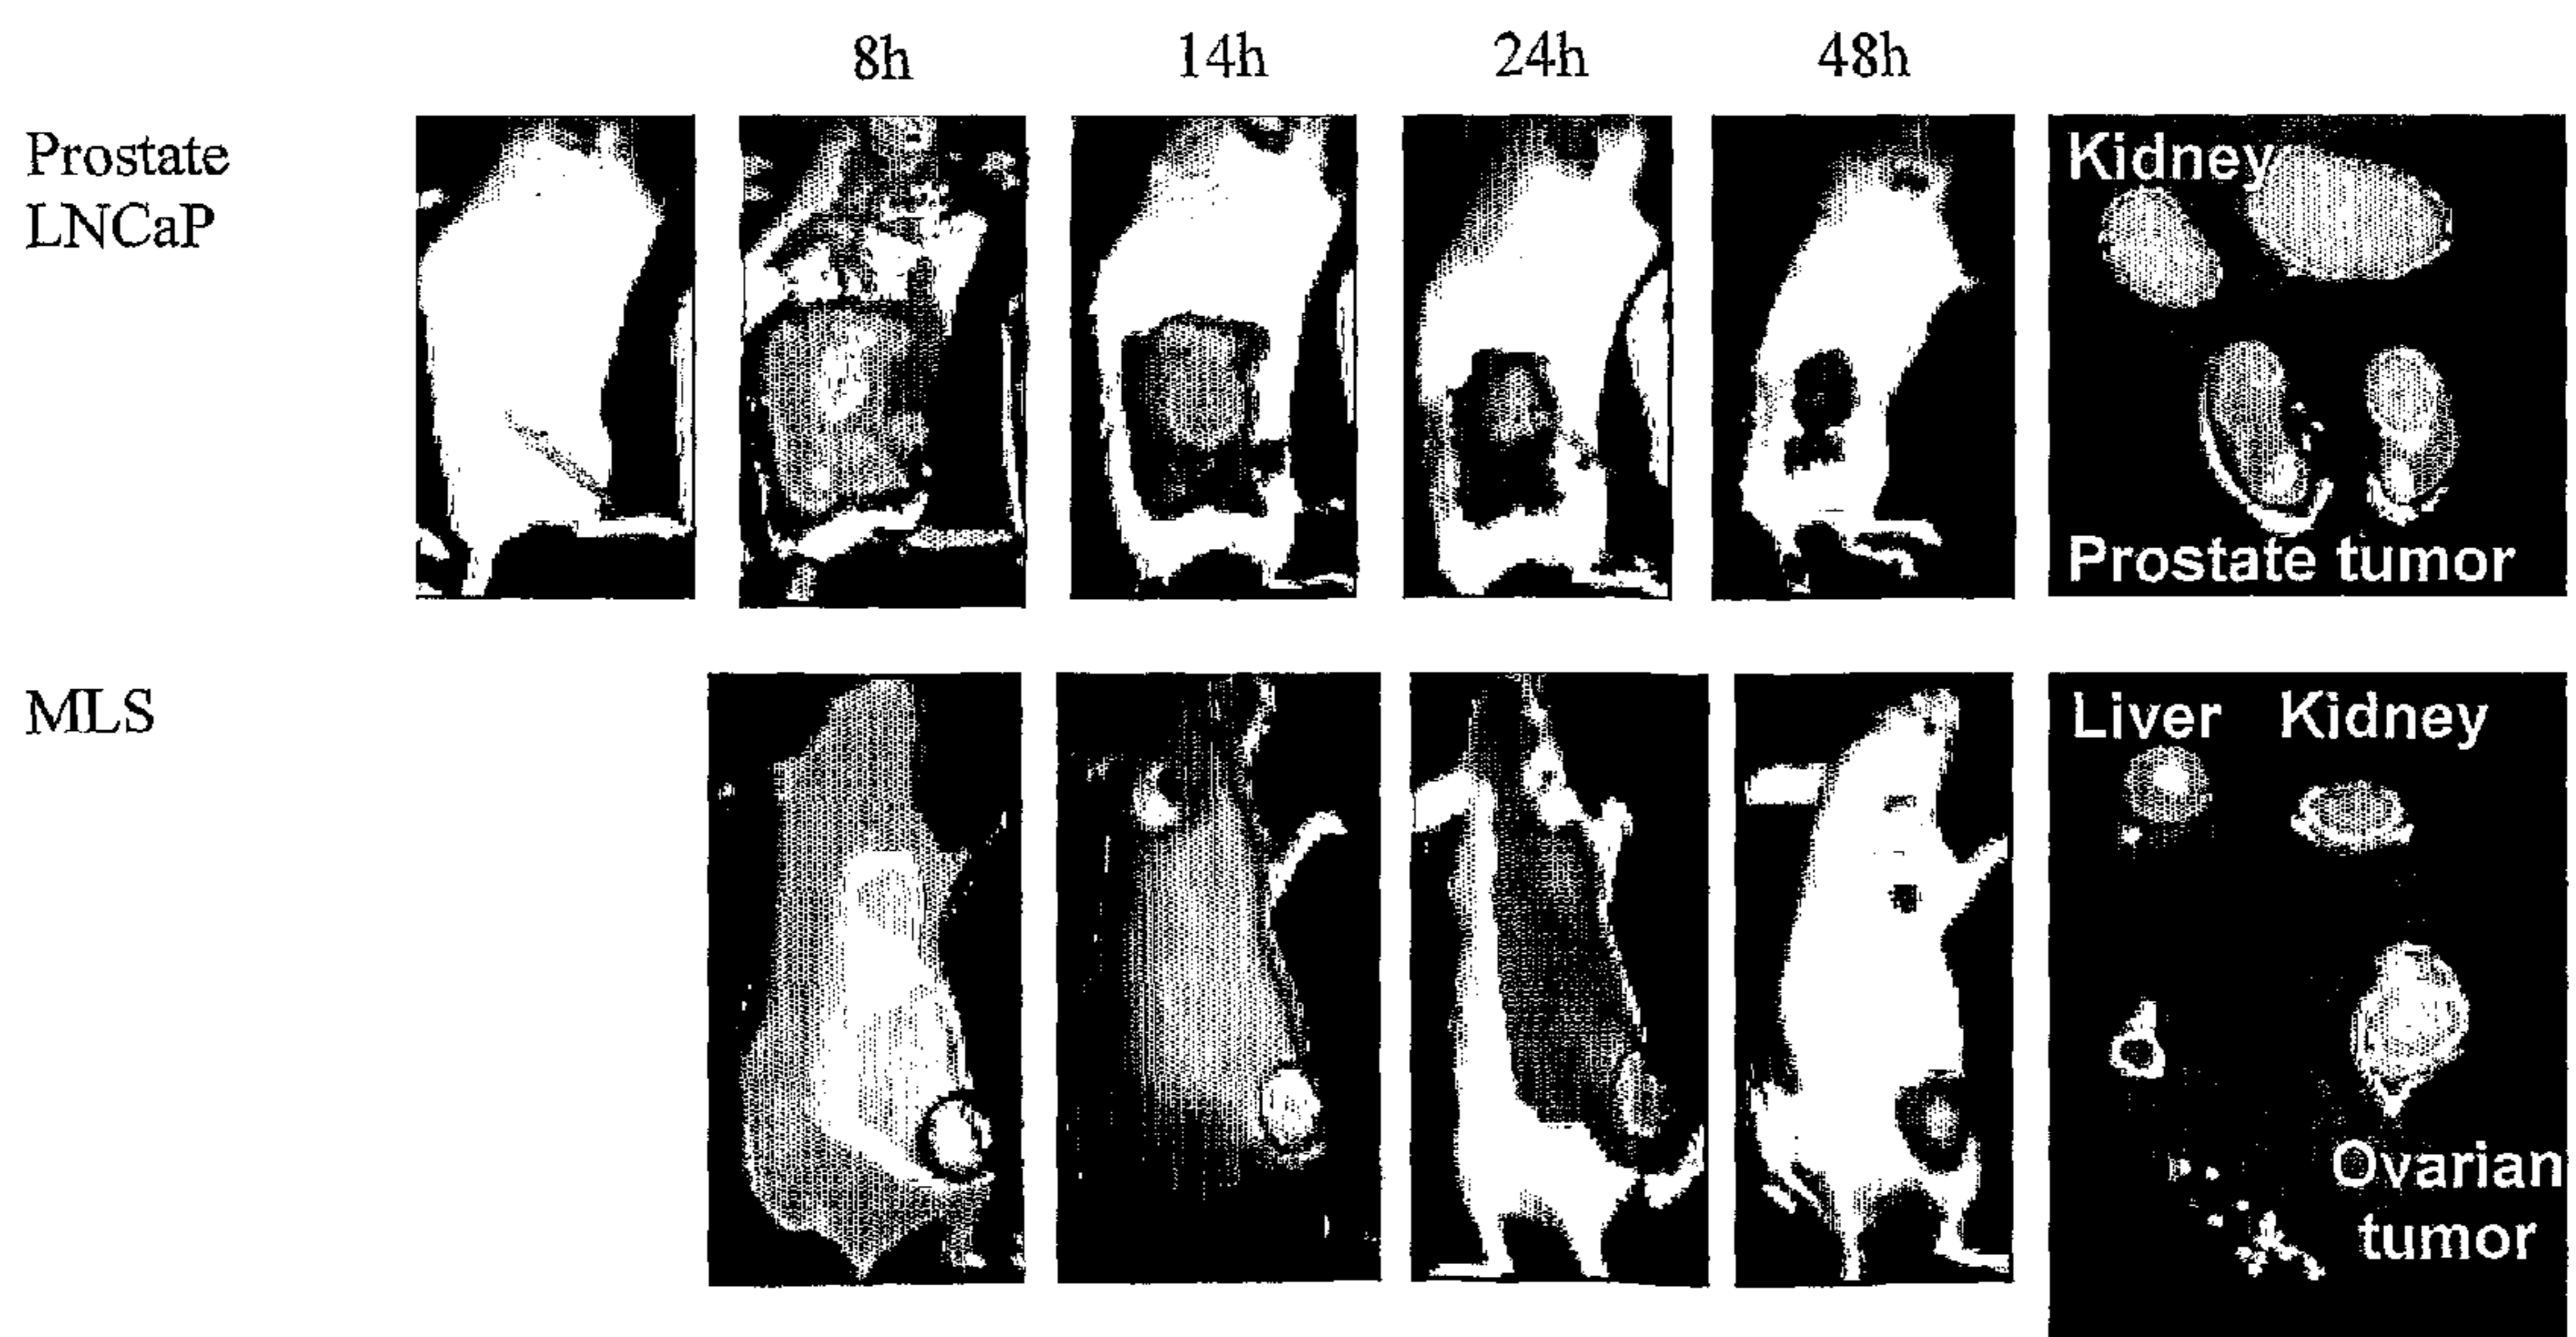 8h 14h 24h 48h
Prostate
LNCaP
Kidney
Prostate tumor
MLS
Liver Kidney
Ovarian
tumor